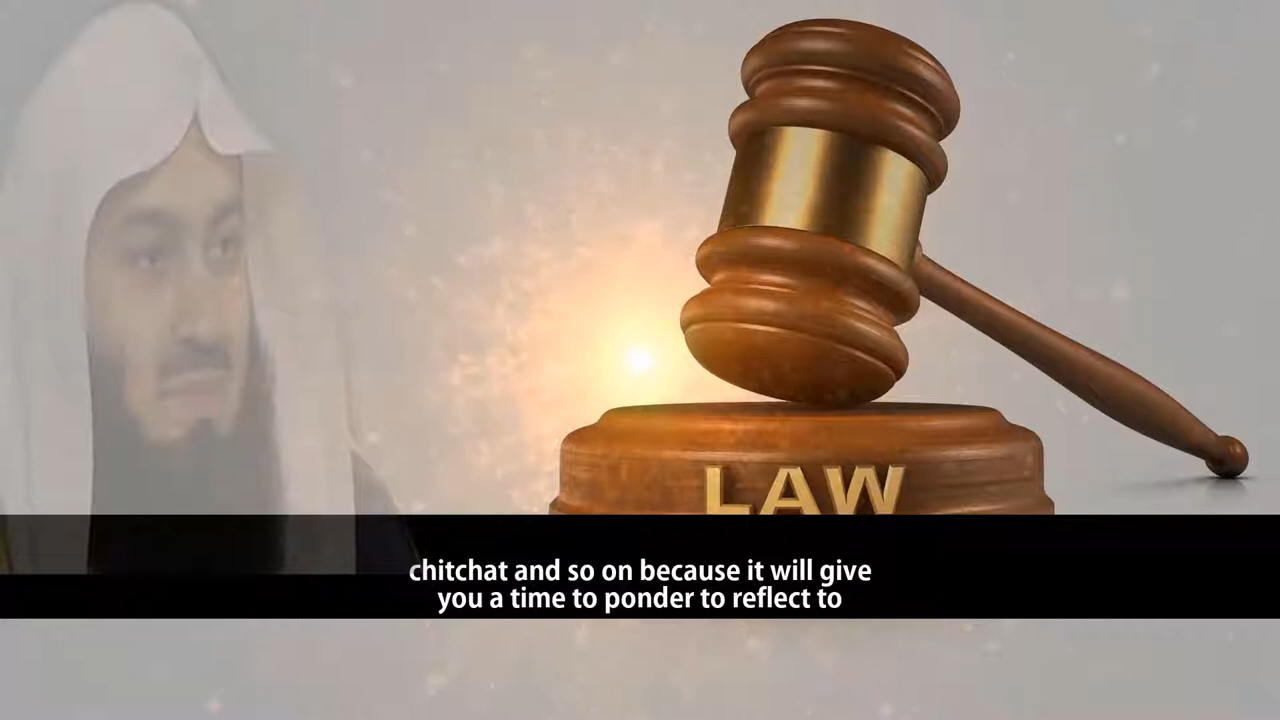 LAW
chitchat and so on because it will give
you a time to ponder to reflect to